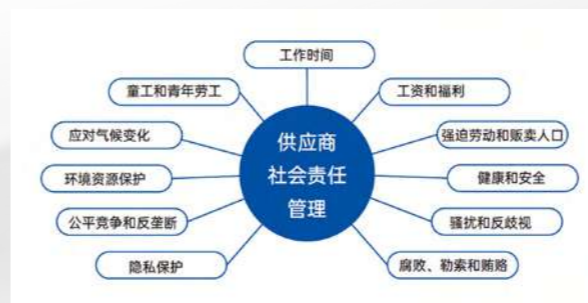 工作时间
童工和青年劳工
工资和福利
应对气候变化
供应商
社会责任
管理
强迫劳动和贩卖人口
环境资源保护
健康和安全
公平竞争和反垄断
骚扰和反歧视
隐私保护
腐败、勒索和贿赂